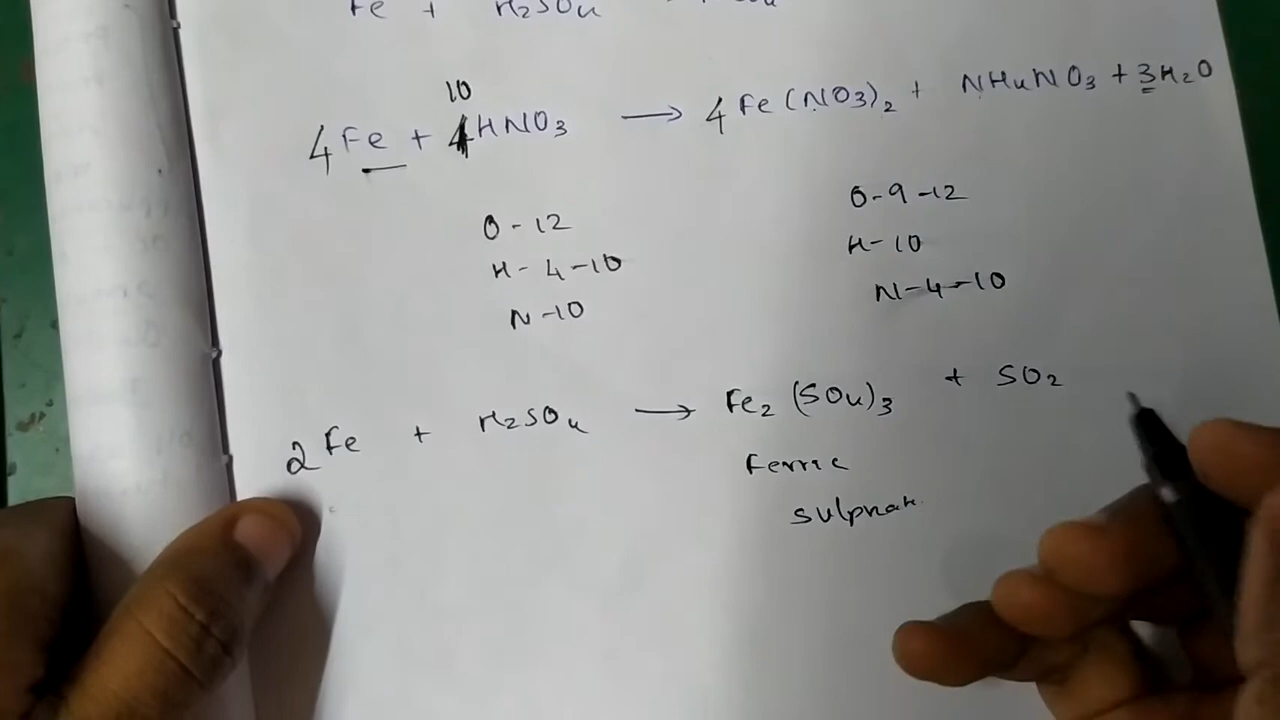 Fe + H2SO4
10
4Fe + 4HNO3 → 4Fe(NO3)2 + NH4NO3 + 3H2O
O - 12 O - 9 - 12
H - 4 - 10 H - 10
N - 10 N - 4 - 10
2Fe + H2SO4 → Fe2(SO4)3 + SO2
Ferric
sulphate